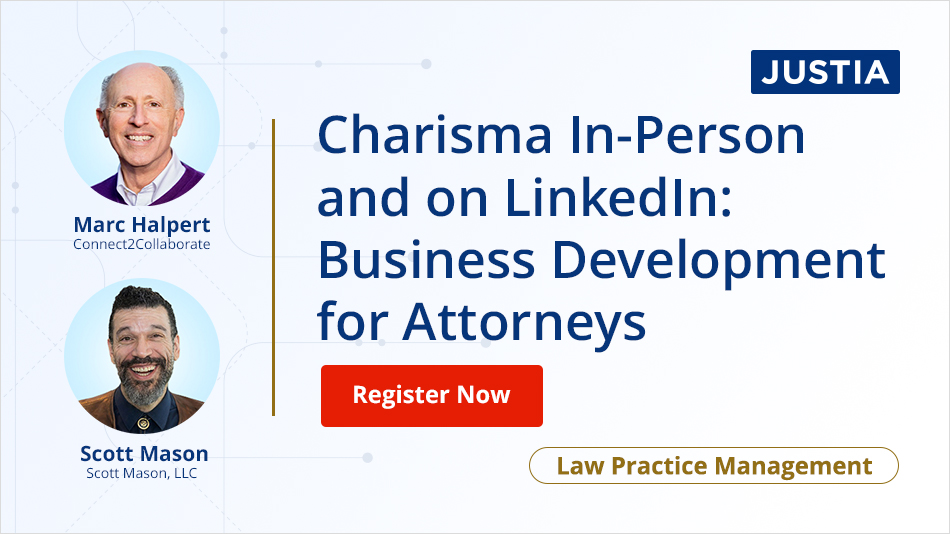 JUSTIA
Marc Halpert
Connect2Collaborate
Scott Mason
Scott Mason, LLC
Charisma In-Person
and on LinkedIn:
Business Development
for Attorneys
Register Now
Law Practice Management